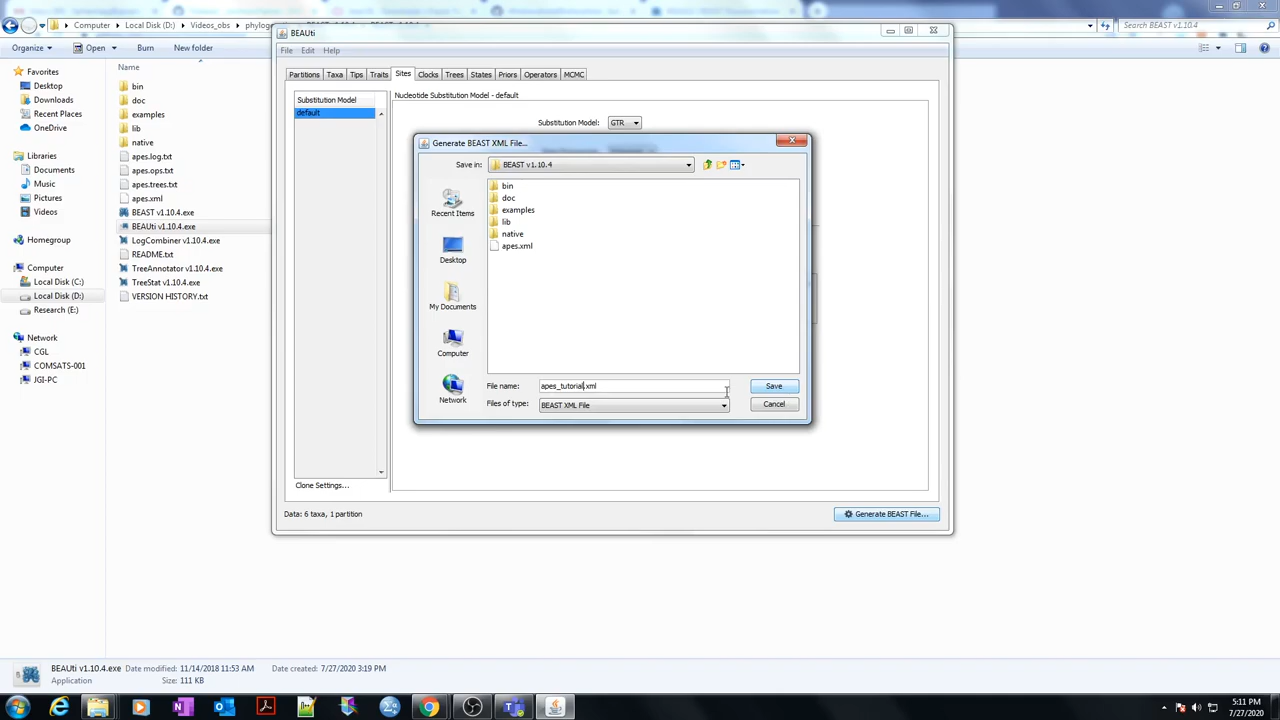 Computer
Local Disk (D:)
Videos_obs
Search BEAST v1.10.4
Organize
Open
Burn
New folder
Favorites
Desktop
Downloads
Recent Places
OneDrive
Libraries
Documents
Music
Pictures
Videos
Homegroup
Computer
Local Disk (C:)
Local Disk (D:)
Research (E:)
Network
CGL
COMSATS-001
JGI-PC
Name
bin
doc
examples
lib
native
apes.log.txt
apes.ops.txt
apes.trees.txt
apes.xml
BEAST v1.10.4.exe
BEAUti v1.10.4.exe
LogCombiner v1.10.4.exe
README.txt
TreeAnnotator v1.10.4.exe
TreeStat v1.10.4.exe
VERSION HISTORY.txt
BEAUti
File Edit Help
Partitions Taxa Tips Traits Sites Clocks Trees States Priors Operators MCMC
Substitution Model
default
Nucleotide Substitution Model - default
Substitution Model: GTR
Generate BEAST XML File...
Save in: BEAST v1.10.4
Recent Items
Desktop
My Documents
Computer
Network
bin
doc
examples
lib
native
apes.xml
File name: apes_tutorial.xml
Save
Files of type: BEAST XML File
Cancel
Clone Settings...
Data: 6 taxa, 1 partition
Generate BEAST File...
BEAUti v1.10.4.exe Date modified: 11/14/2018 11:53 AM Date created: 7/27/2020 3:19 PM
Application Size: 111 KB
5:11 PM
7/27/2020